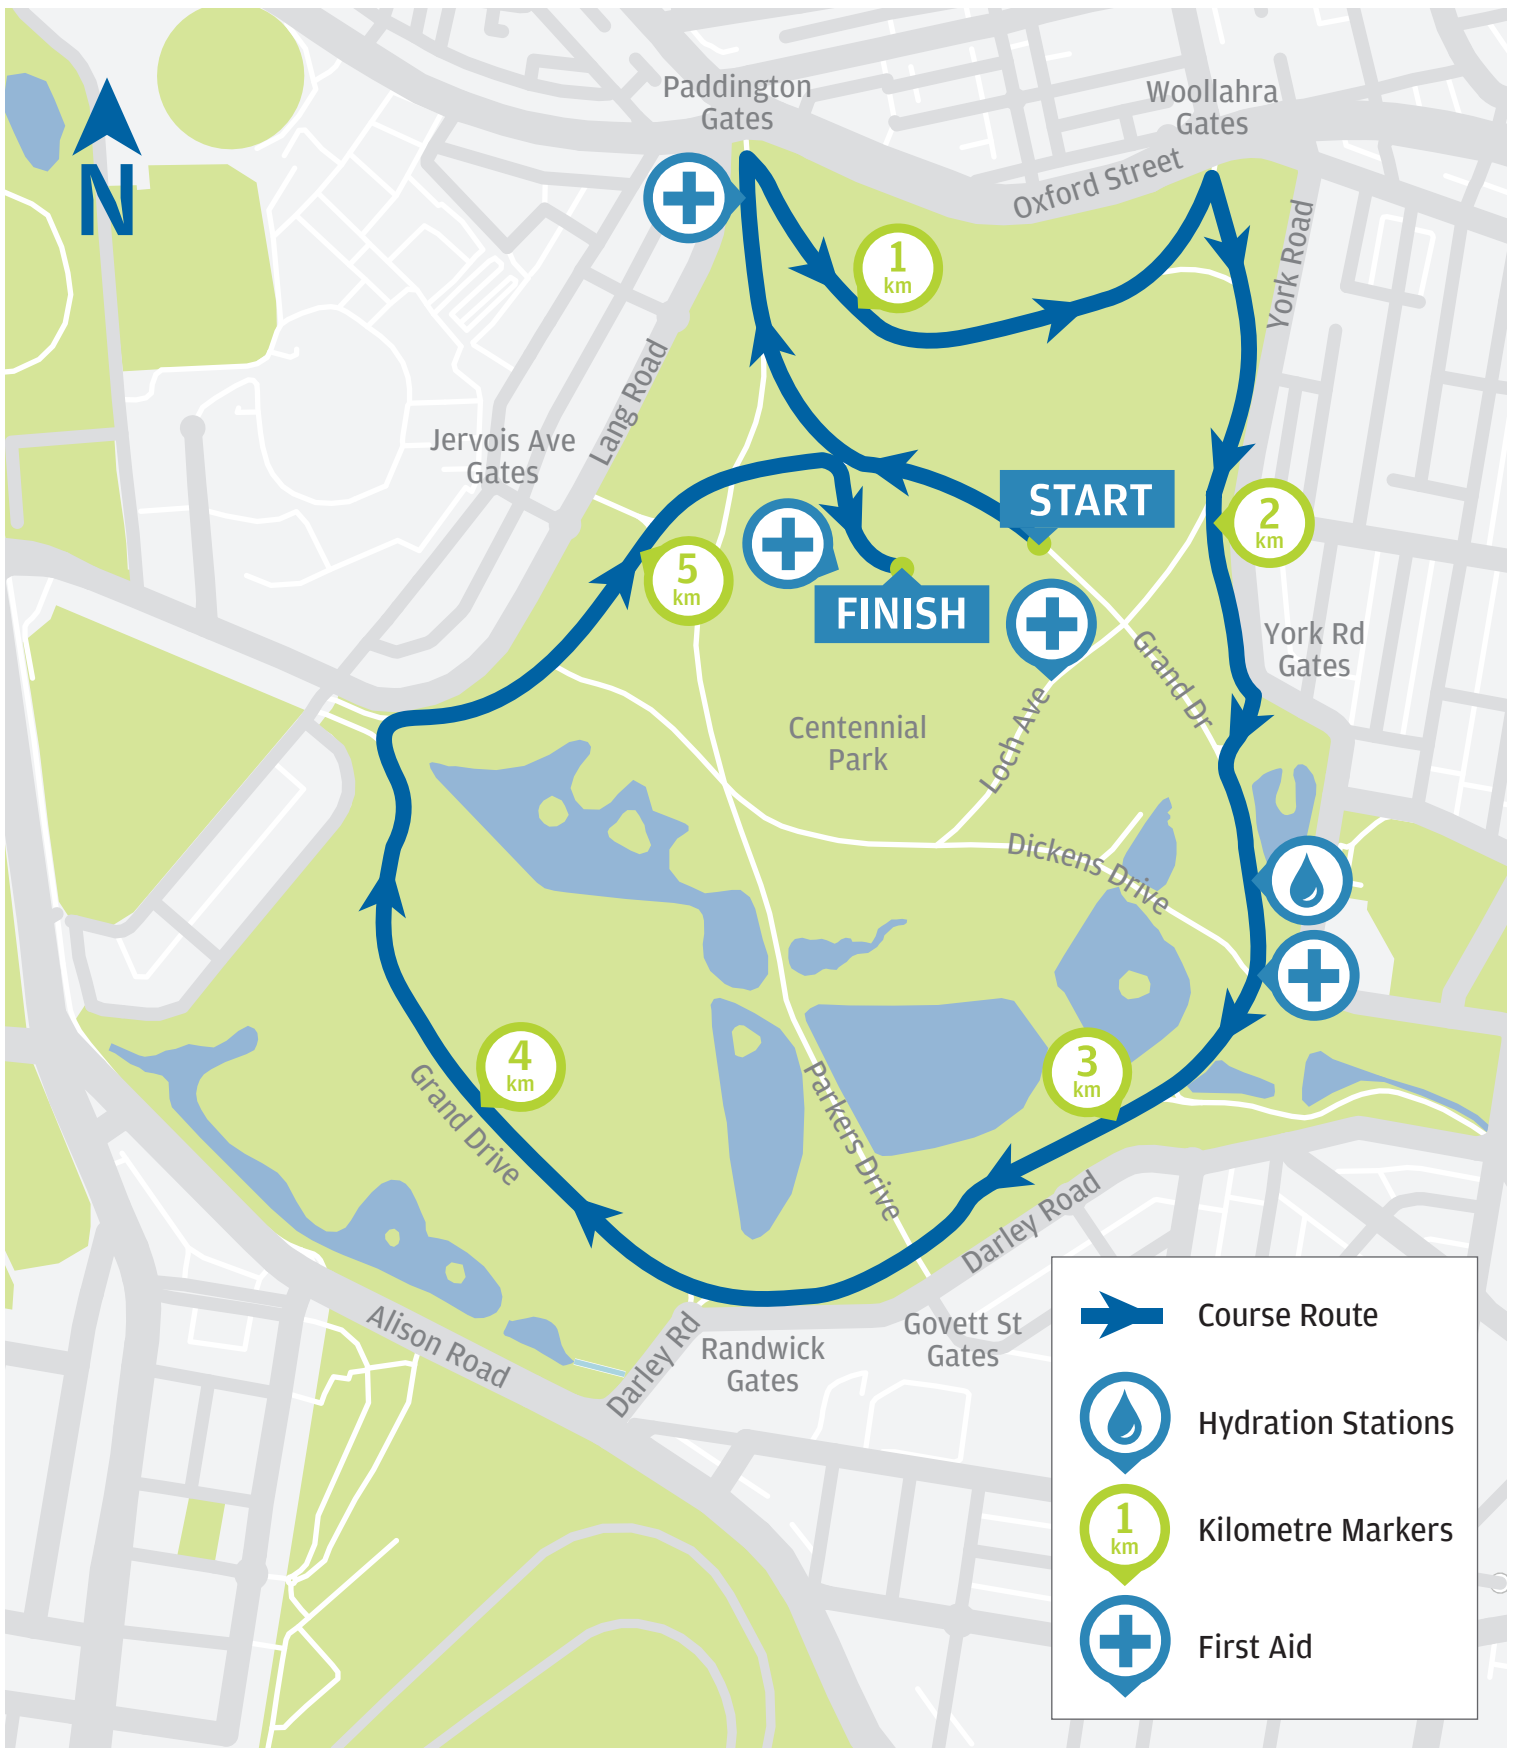 Paddington
Gates
Woollahra
Gates
Oxford Street
N
York Road
1
km
Lang Road
Jervois Ave
Gates
START
2
km
5
km
FINISH
York Rd
Gates
Grand Dr
Loch Ave
Centennial
Park
Dickens Drive
4
km
3
km
Grand Drive
Parkers Drive
Darley Road
Alison Road
Darley Rd
Randwick
Gates
Govett St
Gates
Course Route
Hydration Stations
1
km
Kilometre Markers
First Aid